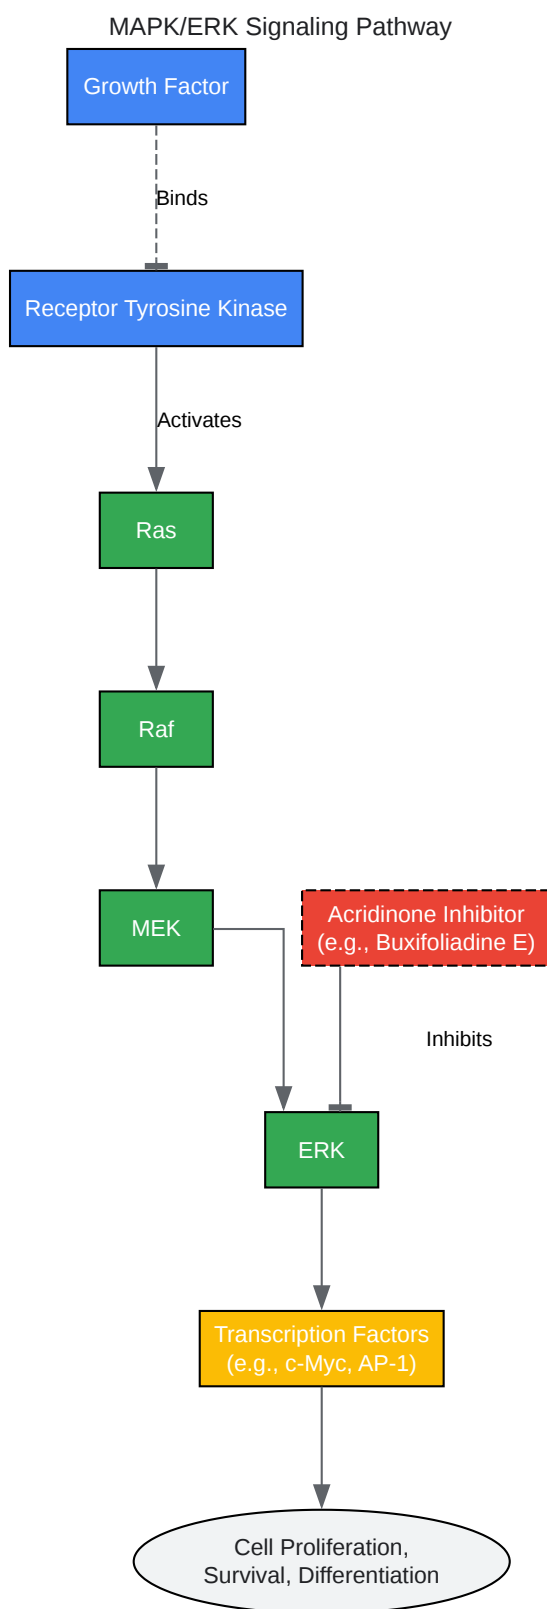 MAPK/ERK Signaling Pathway
Growth Factor
Binds
Receptor Tyrosine Kinase
Activates
Ras
Raf
MEK
Acridinone Inhibitor
(e.g., Buxifoliadine E)
Inhibits
ERK
Transcription Factors
(e.g., c-Myc, AP-1)
Cell Proliferation,
Survival, Differentiation